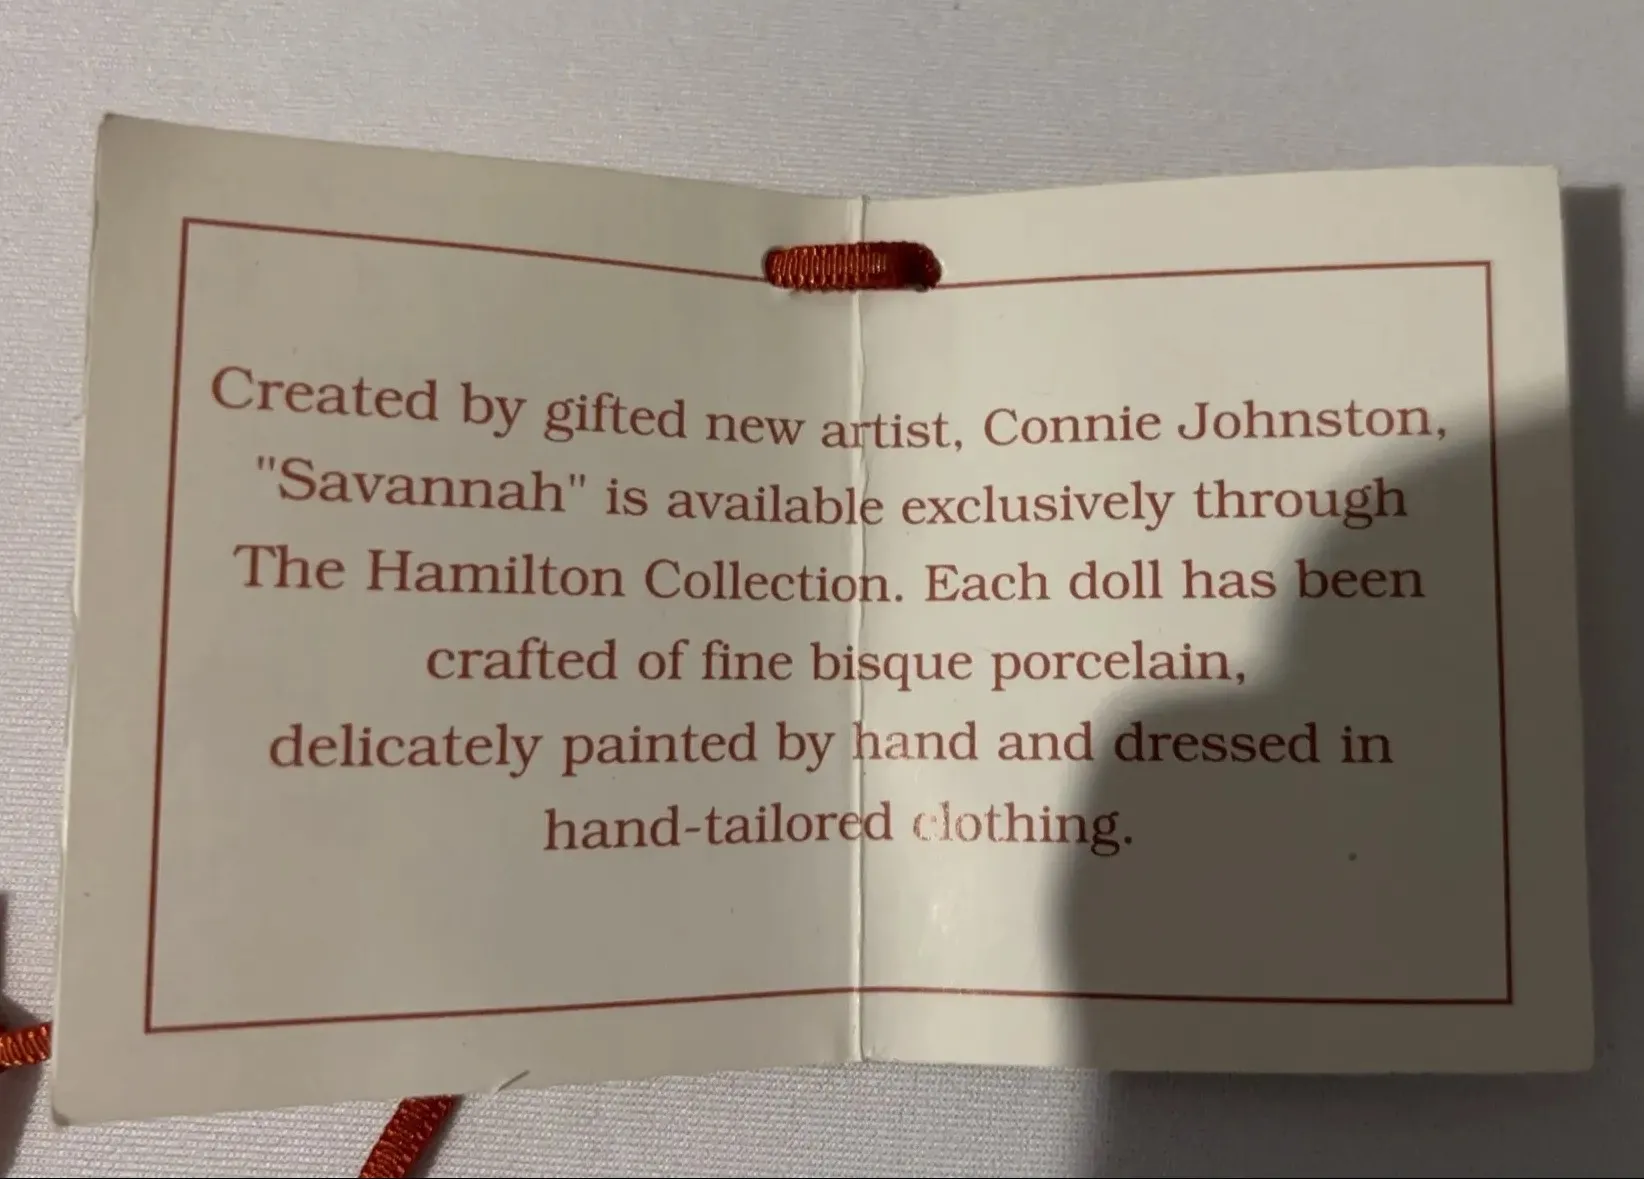 Created by gifted new artist, Connie Johnston,
"Savannah" is available exclusively through
The Hamilton Collection. Each doll has been
crafted of fine bisque porcelain,
delicately painted by hand and dressed in
hand-tailored clothing.